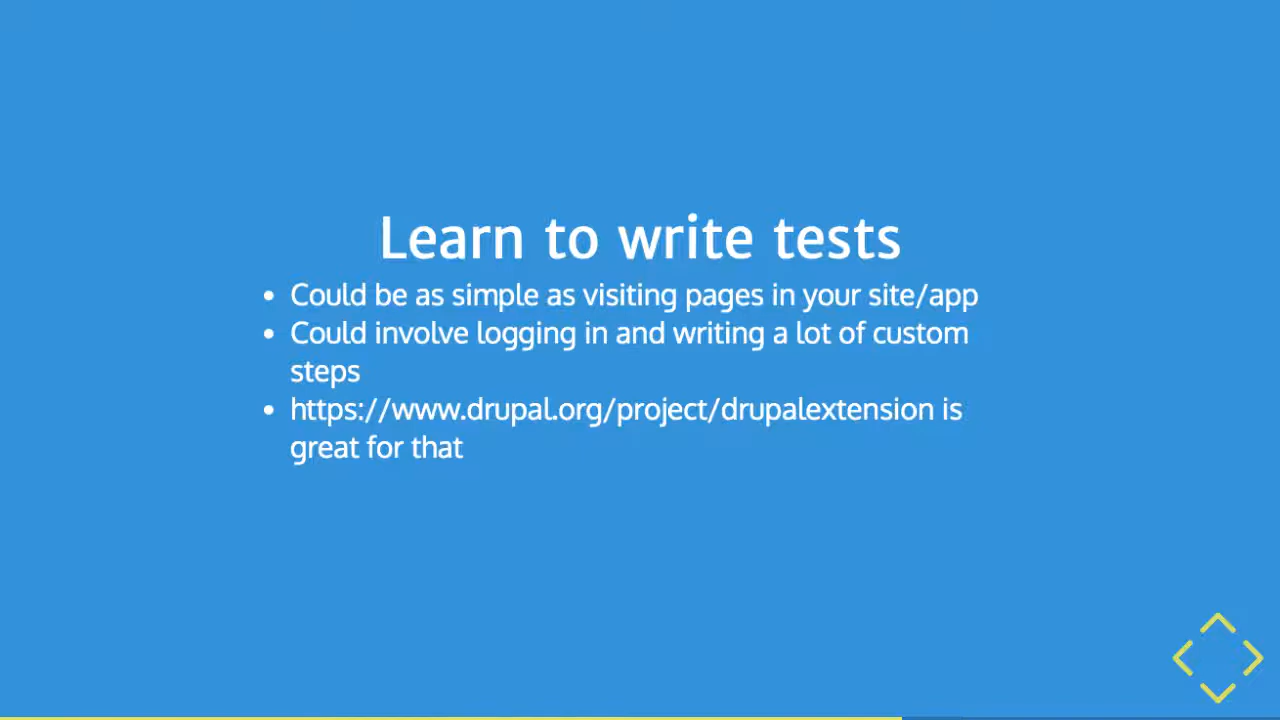 Learn to write tests
• Could be as simple as visiting pages in your site/app
• Could involve logging in and writing a lot of custom
steps
• https://www.drupal.org/project/drupalextension is
great for that